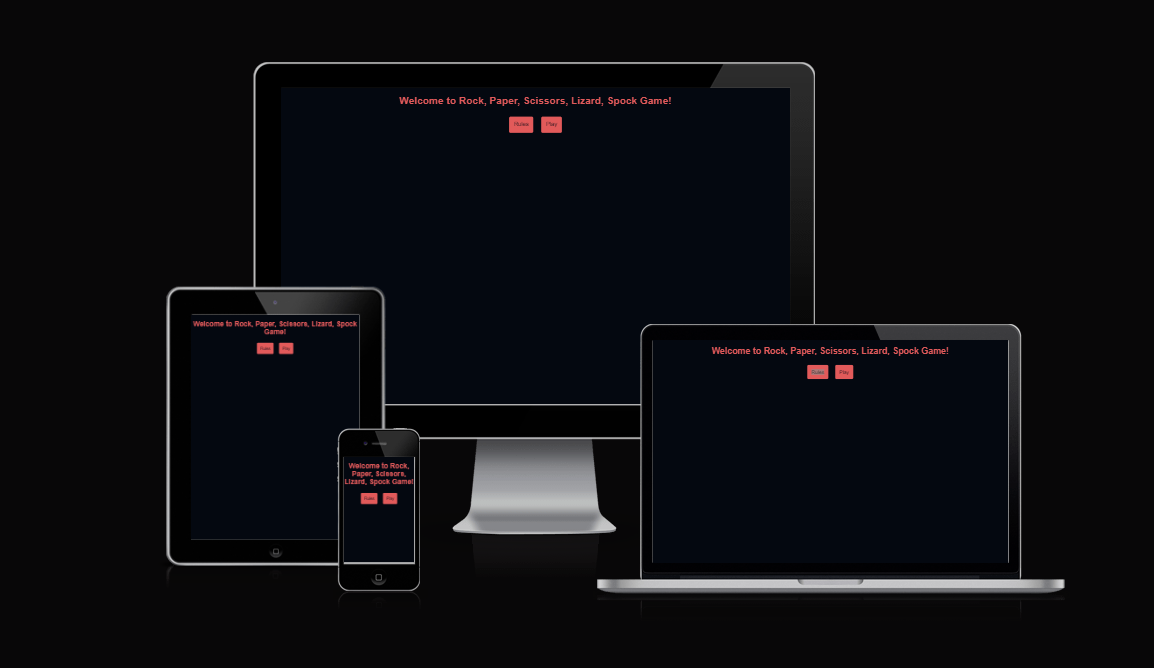 Welcome to Rock, Paper, Scissors, Lizard, Spock Game!
Rules Play
Welcome to Rock, Paper, Scissors, Lizard, Spock
Game!
Rules Play
Welcome to Rock,
Paper, Scissors,
Lizard, Spock Game!
Rules Play
Welcome to Rock, Paper, Scissors, Lizard, Spock Game!
Rules Play